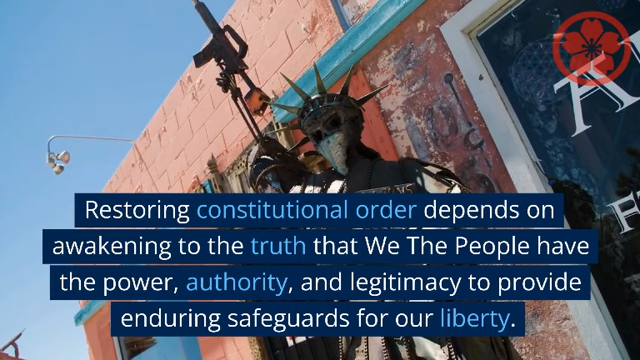 Restoring constitutional order depends on
awakening to the truth that We The People have
the power, authority, and legitimacy to provide
enduring safeguards for our liberty.